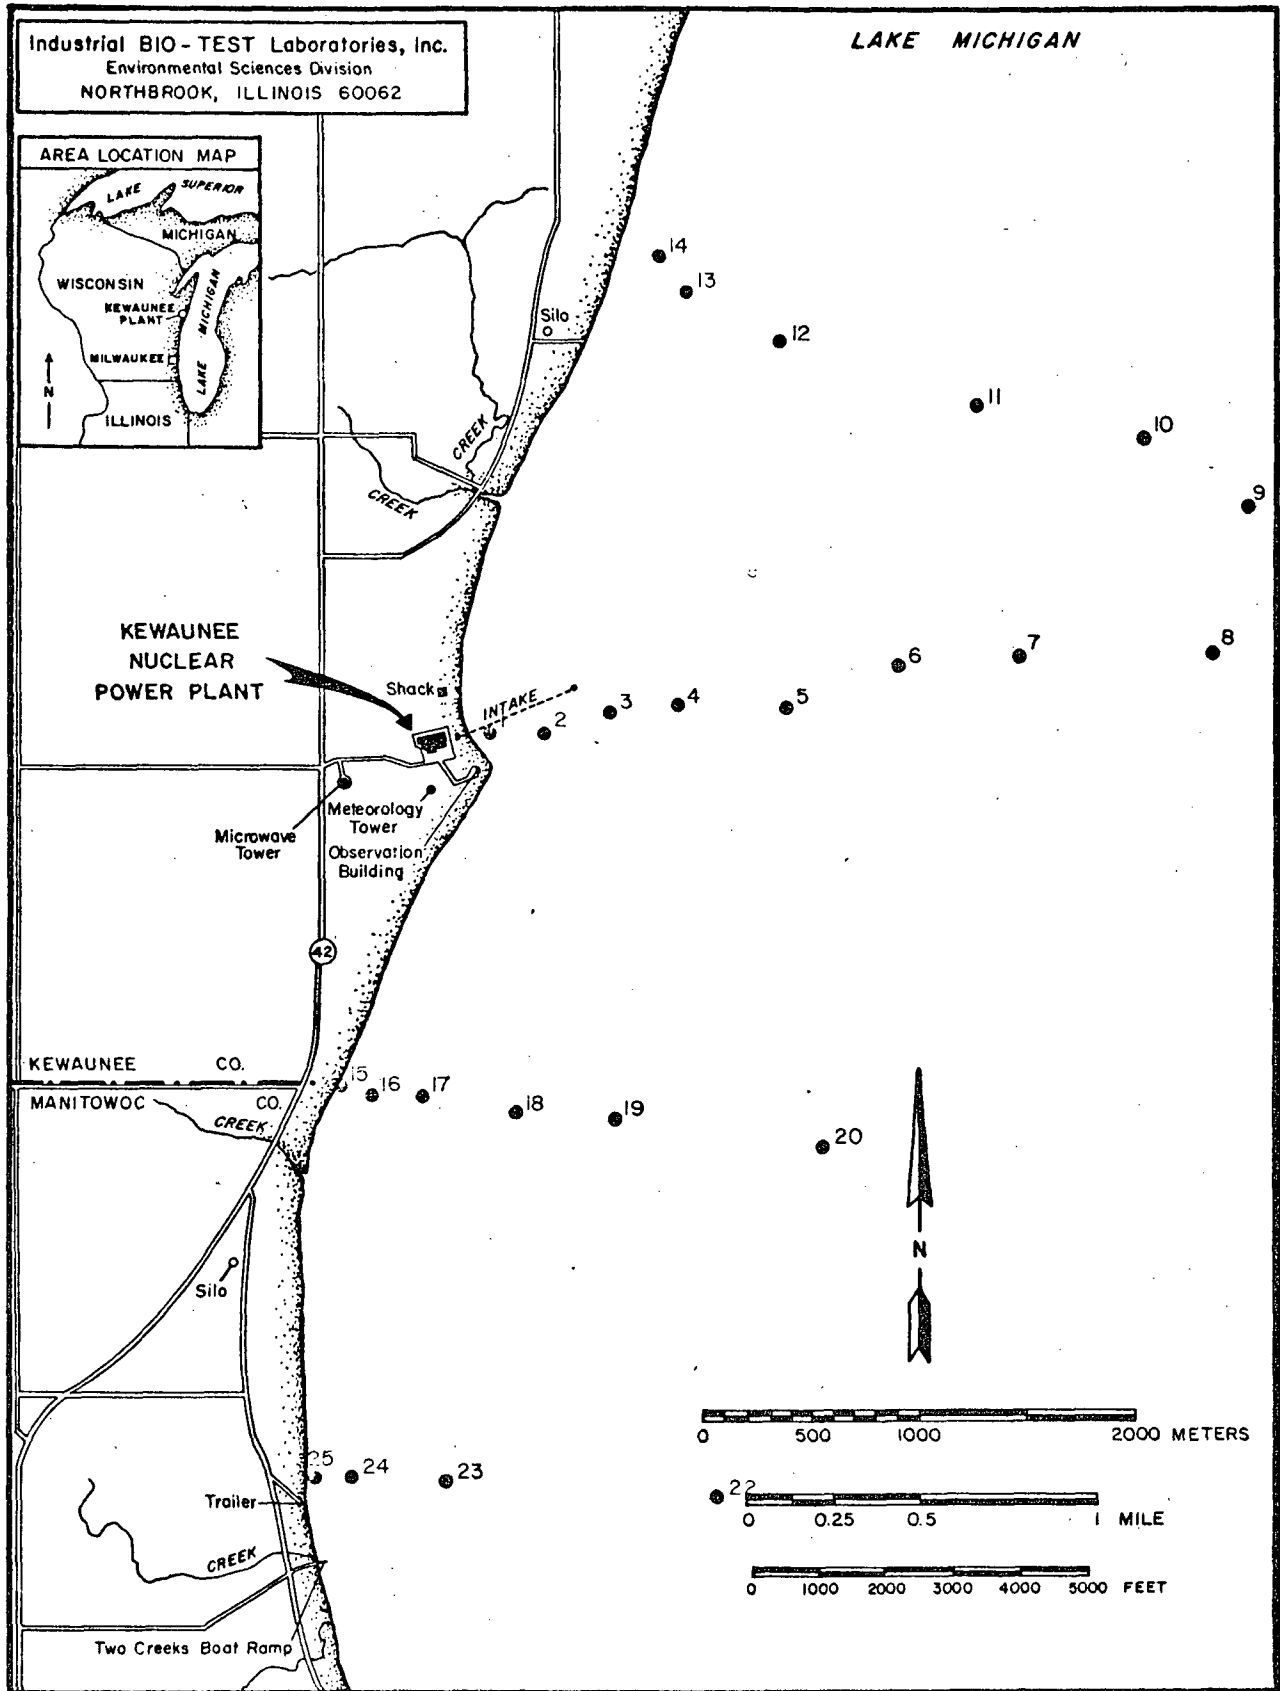 Industrial BIO-TEST Laboratories, Inc.
Environmental Sciences Division
NORTHBROOK, ILLINOIS 60062
LAKE MICHIGAN
AREA LOCATION MAP
LAKE SUPERIOR
MICHIGAN
WISCONSIN
KEWAUNEE
PLANT
LAKE MICHIGAN
MILWAUKEE
N
ILLINOIS
14
13
Silo
12
11
10
CREEK
CREEK
9
KEWAUNEE
NUCLEAR
POWER PLANT
8
7
6
Shack
INTAKE
1
2
3
4
5
Meteorology
Tower
Microwave
Tower
Observation
Building
42
KEWAUNEE CO.
MANITOWOC CO.
15
16
17
18
19
20
CREEK
N
Silo
0 500 1000 2000 METERS
25
24
23
22
Trailer
0 0.25 0.5 1 MILE
CREEK
0 1000 2000 3000 4000 5000 FEET
Two Creeks Boat Ramp